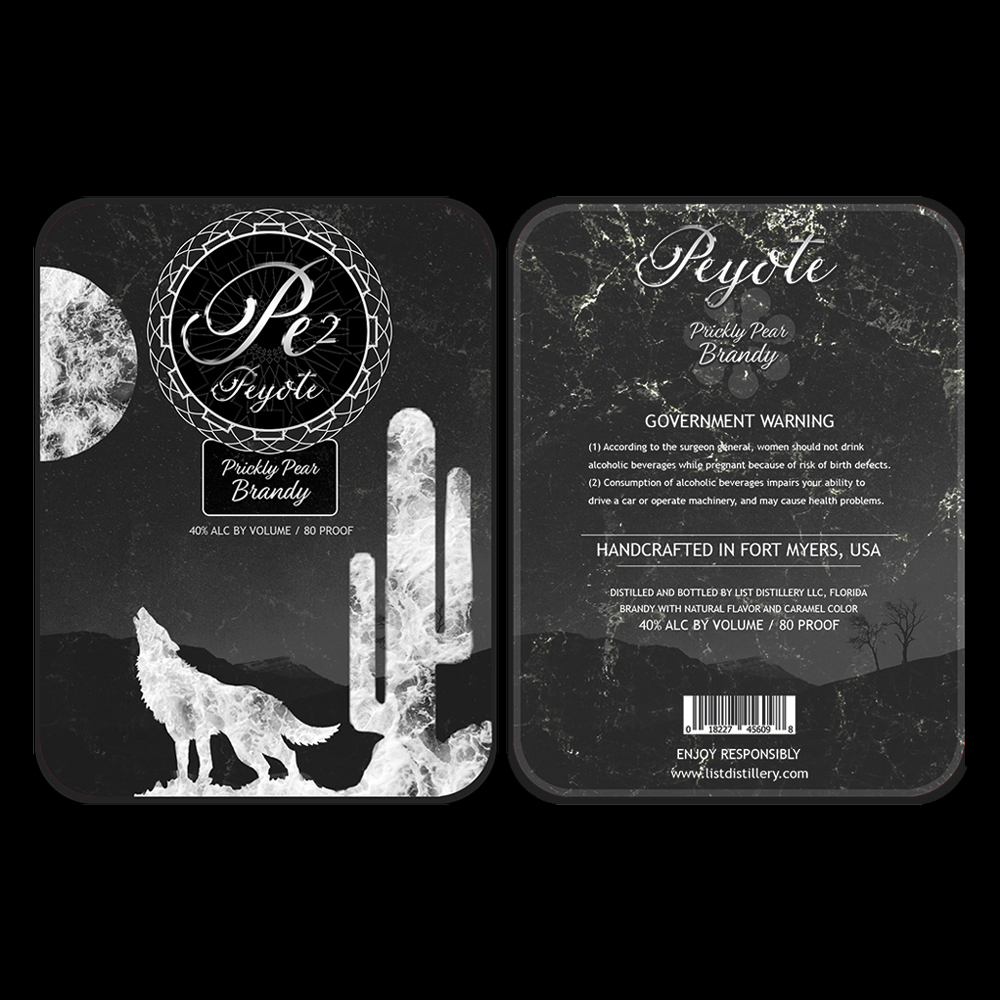 Pe2
Peyote
Prickly Pear
Brandy
40% ALC BY VOLUME / 80 PROOF
Peyote
Prickly Pear
Brandy
GOVERNMENT WARNING
(1) According to the surgeon general, women should not drink
alcoholic beverages while pregnant because of risk of birth defects.
(2) Consumption of alcoholic beverages impairs your ability to
drive a car or operate machinery, and may cause health problems.
HANDCRAFTED IN FORT MYERS, USA
DISTILLED AND BOTTLED BY LIST DISTILLERY LLC, FLORIDA
BRANDY WITH NATURAL FLAVOR AND CARAMEL COLOR
40% ALC BY VOLUME / 80 PROOF
0 18227 45609 8
ENJOY RESPONSIBLY
www.listdistillery.com